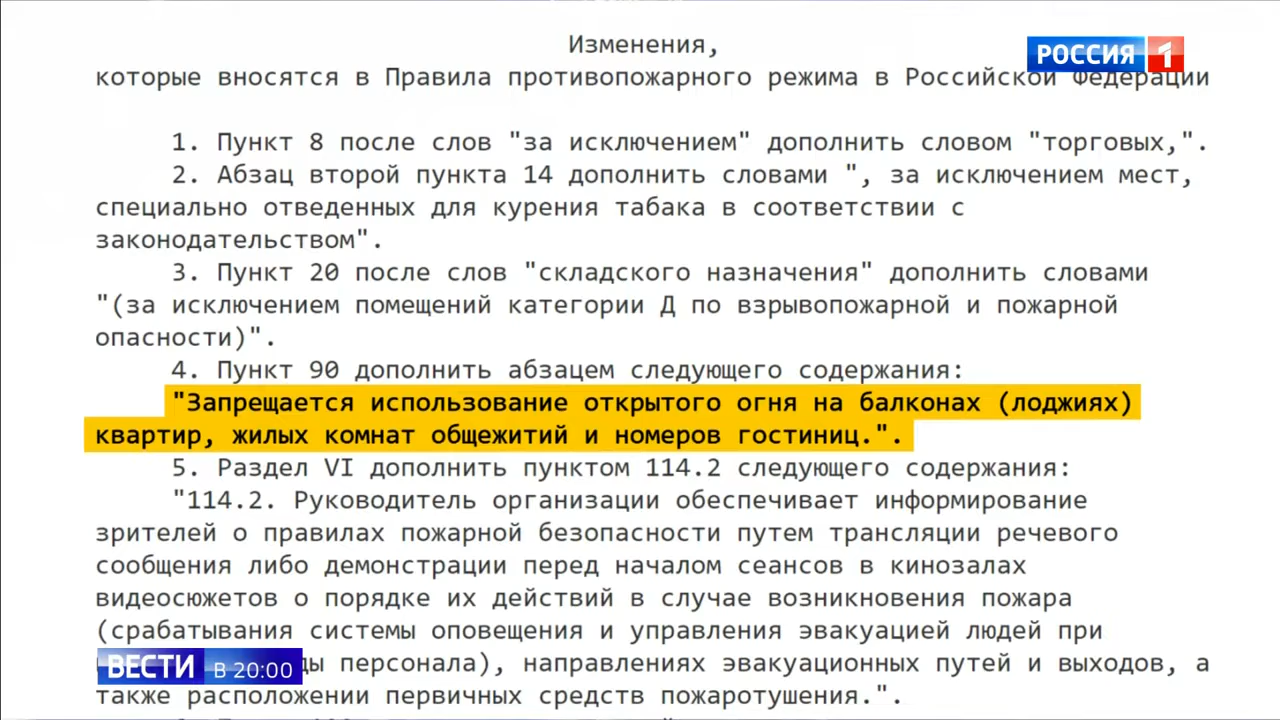 Изменения,
РОССИЯ 1
которые вносятся в Правила противопожарного режима в Российской Федерации
1. Пункт 8 после слов "за исключением" дополнить словом "торговых,".
2. Абзац второй пункта 14 дополнить словами ", за исключением мест,
специально отведенных для курения табака в соответствии с
законодательством".
3. Пункт 20 после слов "складского назначения" дополнить словами
"(за исключением помещений категории Д по взрывопожарной и пожарной
опасности)".
4. Пункт 90 дополнить абзацем следующего содержания:
"Запрещается использование открытого огня на балконах (лоджиях)
квартир, жилых комнат общежитий и номеров гостиниц.".
5. Раздел VI дополнить пунктом 114.2 следующего содержания:
"114.2. Руководитель организации обеспечивает информирование
зрителей о правилах пожарной безопасности путем трансляции речевого
сообщения либо демонстрации перед началом сеансов в кинозалах
видеосюжетов о порядке их действий в случае возникновения пожара
(срабатывания системы оповещения и управления эвакуацией людей при
персонала), направлениях эвакуационных путей и выходов, а
ВЕСТИ В 20:00
также расположении первичных средств пожаротушения.".